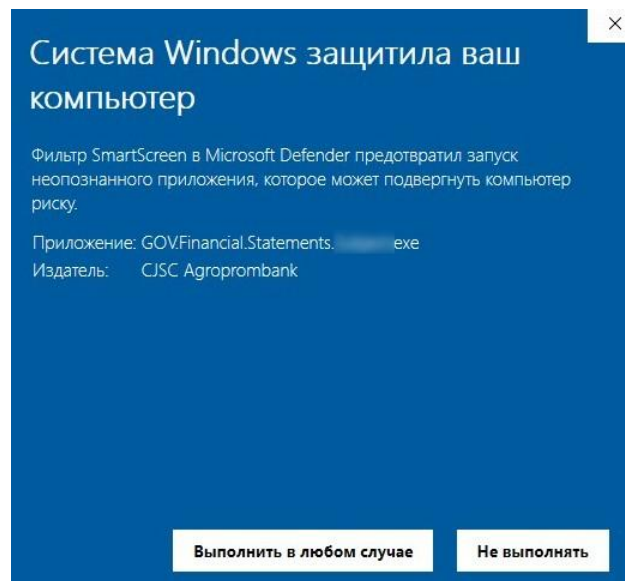 Система Windows защитила ваш
компьютер
Фильтр SmartScreen в Microsoft Defender предотвратил запуск
неопознанного приложения, которое может подвергнуть компьютер
риску.
Приложение: GOV.Financial.Statements. exe
Издатель: CJSC Agroprombank
Выполнить в любом случае
Не выполнять